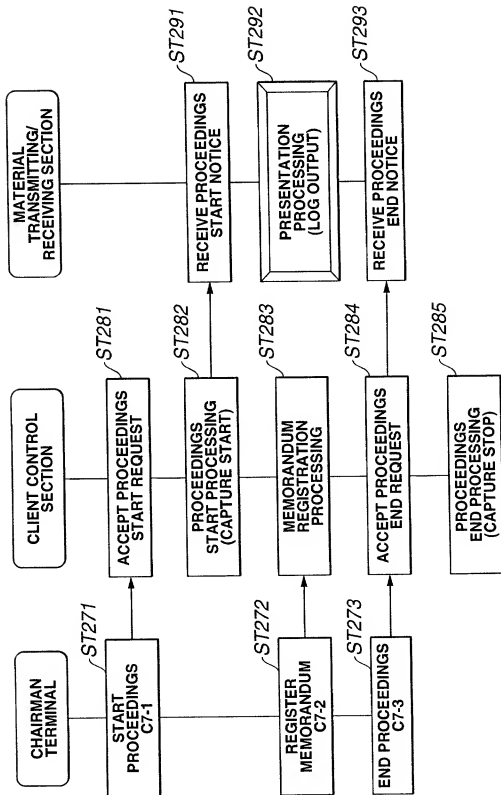 CHAIRMAN
TERMINAL
ST271
START
PROCEEDINGS
C7-1
ST272
REGISTER
MEMORANDUM
C7-2
ST273
END PROCEEDINGS
C7-3
CLIENT CONTROL
SECTION
ST281
ACCEPT PROCEEDINGS
START REQUEST
ST282
PROCEEDINGS
START PROCESSING
(CAPTURE START)
ST283
MEMORANDUM
REGISTRATION
PROCESSING
ST284
ACCEPT PROCEEDINGS
END REQUEST
ST285
PROCEEDINGS
END PROCESSING
(CAPTURE STOP)
MATERIAL
TRANSMITTING/
RECEIVING SECTION
ST291
RECEIVE PROCEEDINGS
START NOTICE
ST292
PRESENTATION
PROCESSING
(LOG OUTPUT)
ST293
RECEIVE PROCEEDINGS
END NOTICE